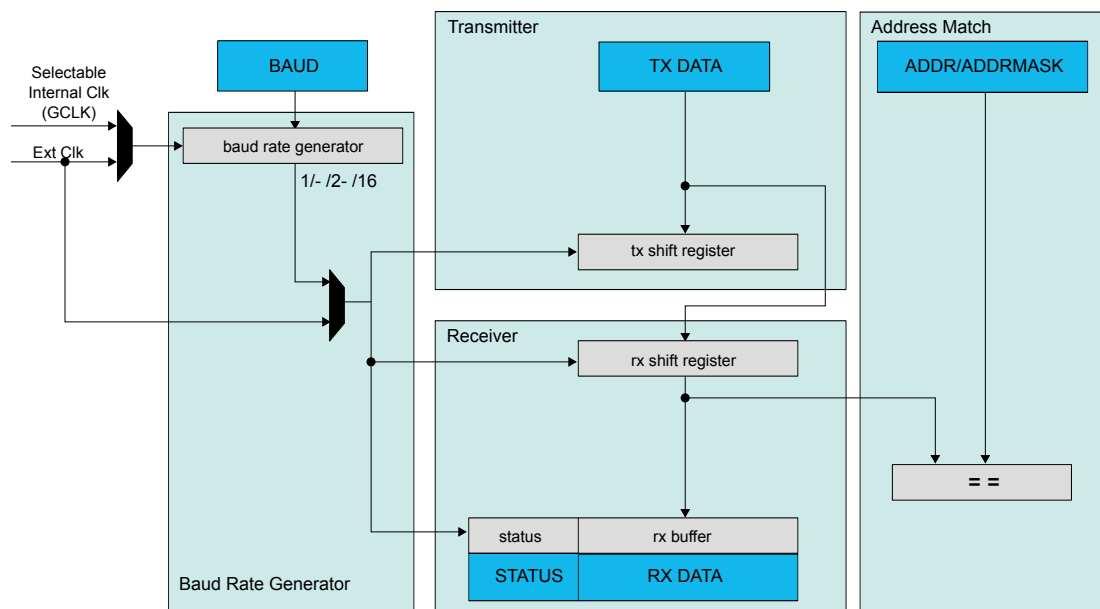 Transmitter
Address Match
BAUD
TX DATA
ADDR/ADDRMASK
Selectable
Internal Clk
(GCLK)
baud rate generator
Ext Clk
1/- /2- /16
tx shift register
Receiver
rx shift register
= =
status
rx buffer
STATUS
RX DATA
Baud Rate Generator